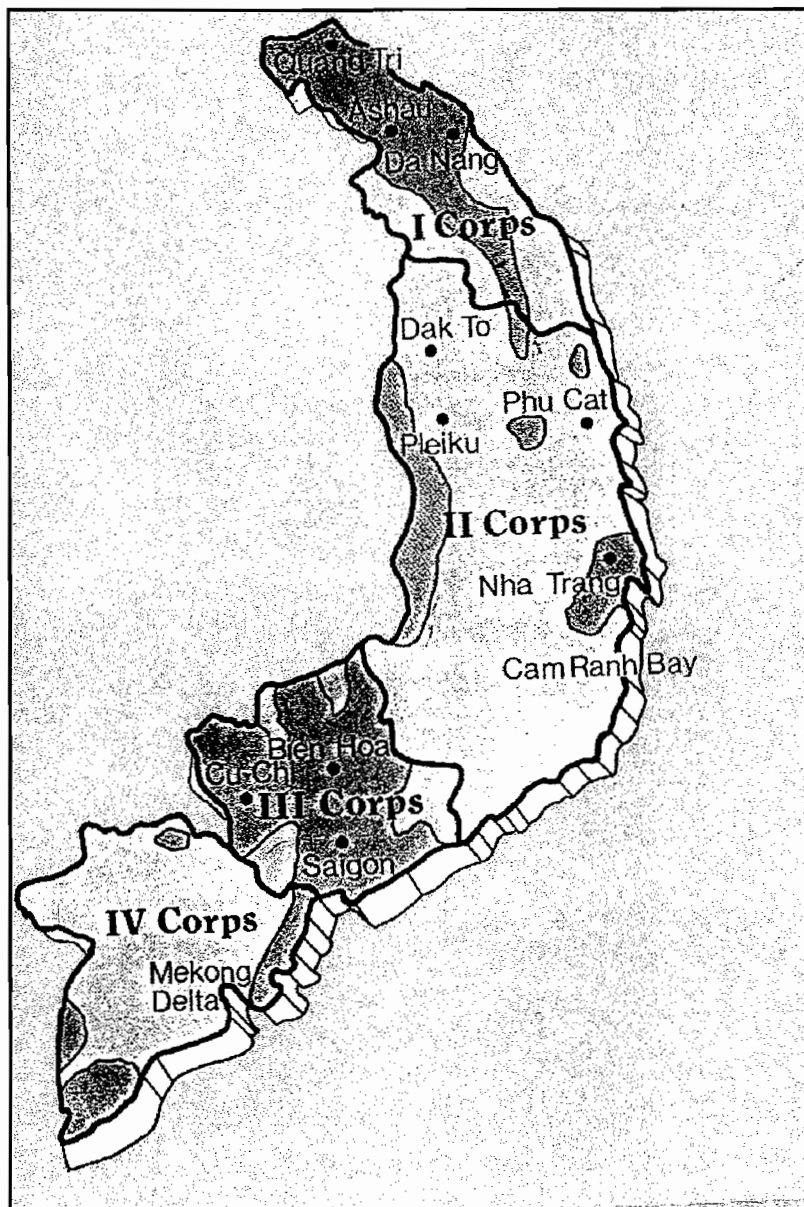 Quang Tri
Ashau
Da Nang
I Corps
Dak To
Phu Cat
Pleiku
II Corps
Nha Trang
Cam Ranh Bay
Bien Hoa
Cu Chi
III Corps
Saigon
IV Corps
Mekong
Delta